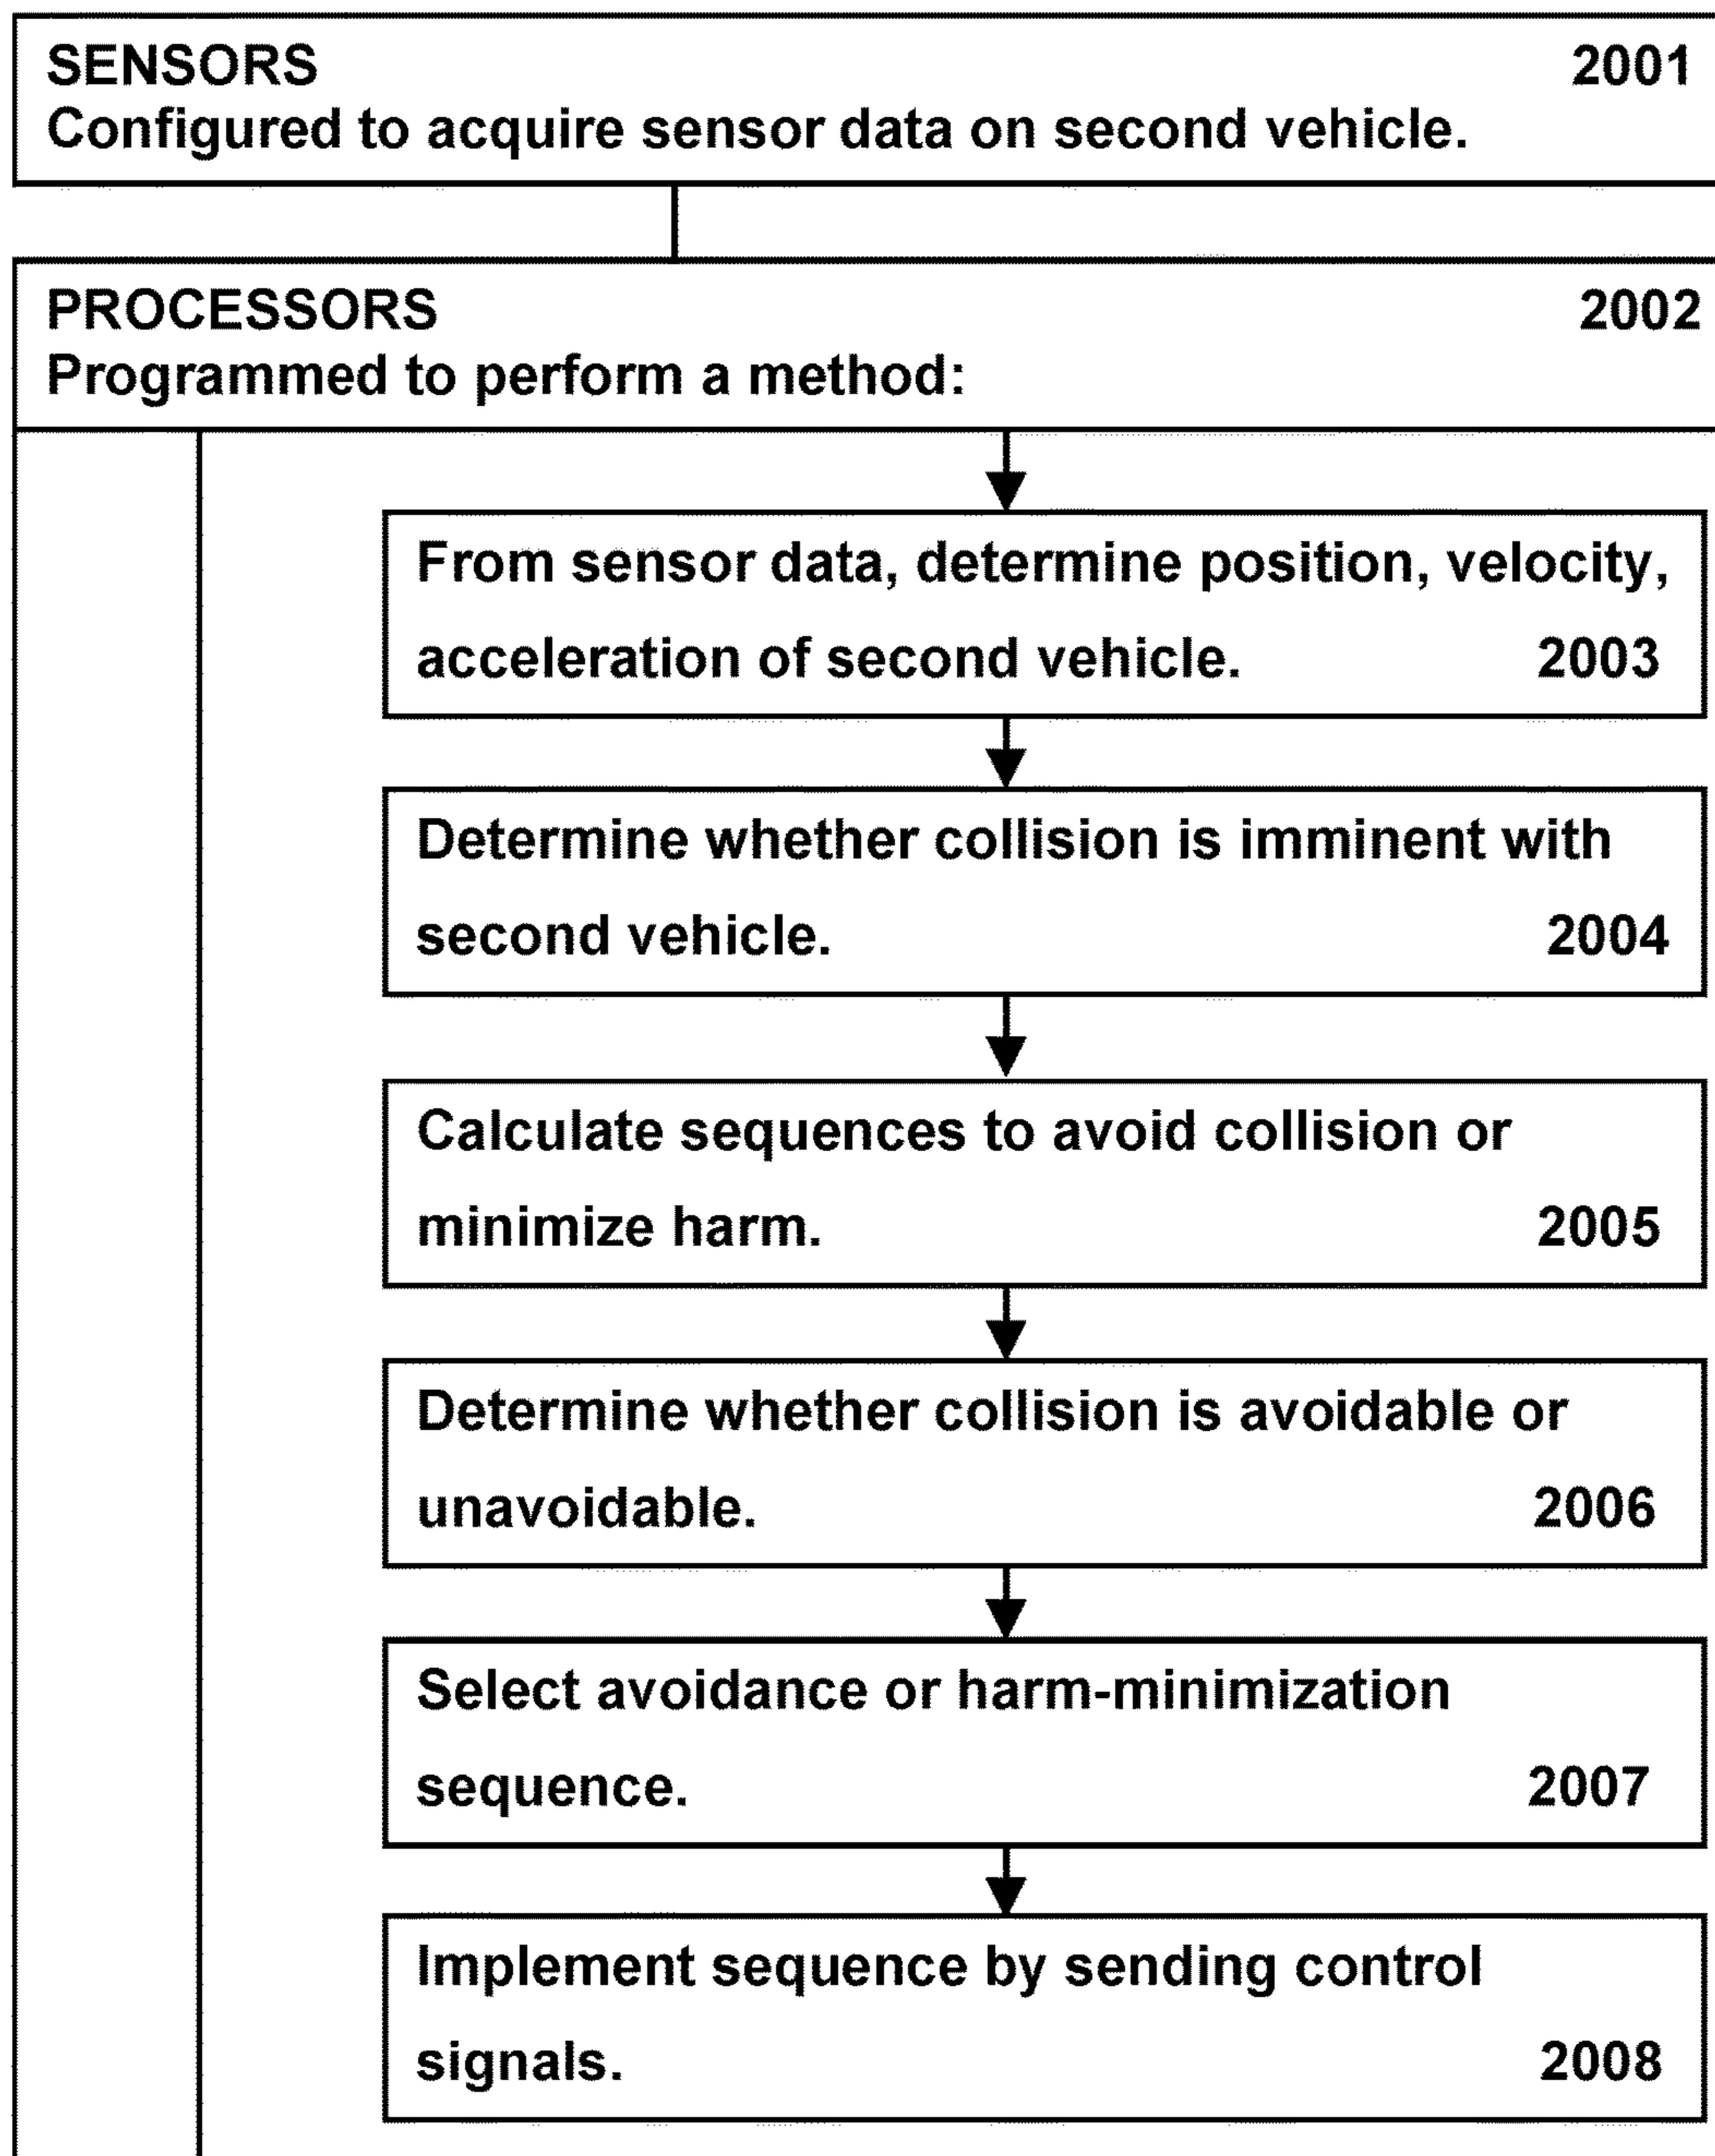 SENSORS 2001
Configured to acquire sensor data on second vehicle.
PROCESSORS 2002
Programmed to perform a method:
From sensor data, determine position, velocity,
acceleration of second vehicle. 2003
Determine whether collision is imminent with
second vehicle. 2004
Calculate sequences to avoid collision or
minimize harm. 2005
Determine whether collision is avoidable or
unavoidable. 2006
Select avoidance or harm-minimization
sequence. 2007
Implement sequence by sending control
signals. 2008